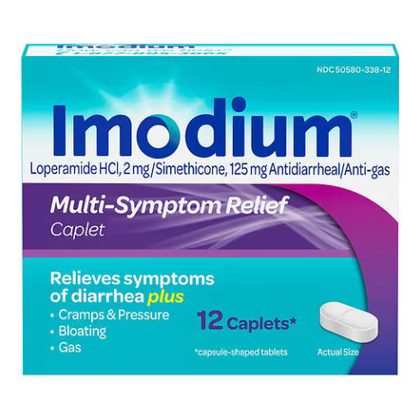 NDC 50580-338-12
Imodium®
Loperamide HCl, 2 mg/Simethicone, 125 mg Antidiarrheal/Anti-gas
Multi-Symptom Relief
Caplet
Relieves symptoms
of diarrhea plus
• Cramps & Pressure
• Bloating
• Gas
12 Caplets*
*capsule-shaped tablets
Actual Size